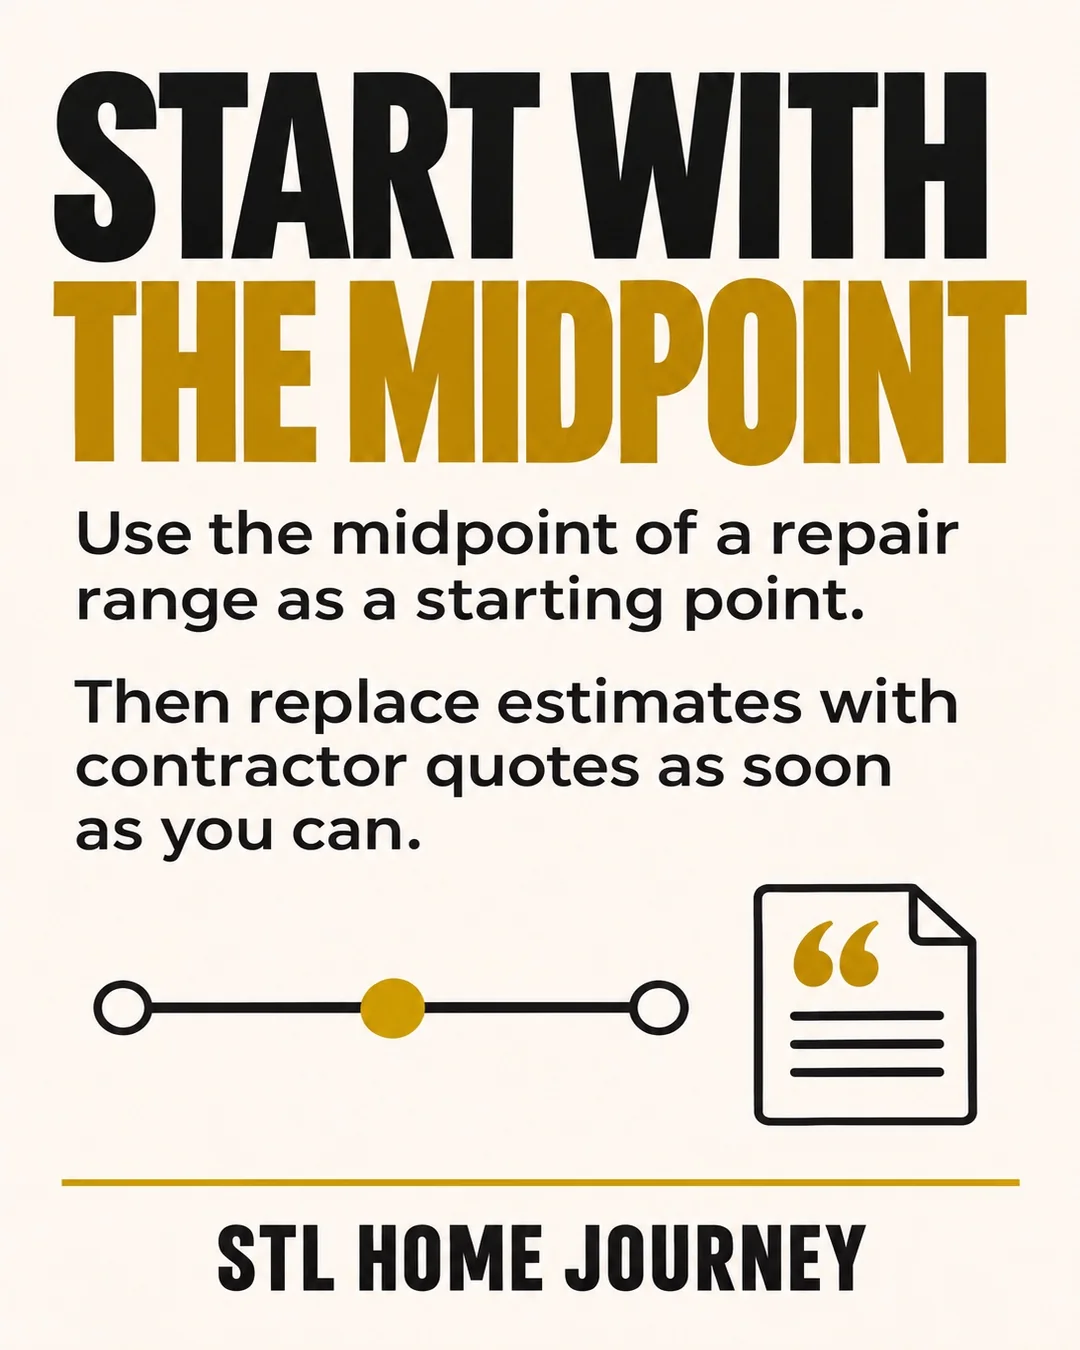 START WITH
THE MIDPOINT
Use the midpoint of a repair
range as a starting point.
Then replace estimates with
contractor quotes as soon
as you can.
“
STL HOME JOURNEY